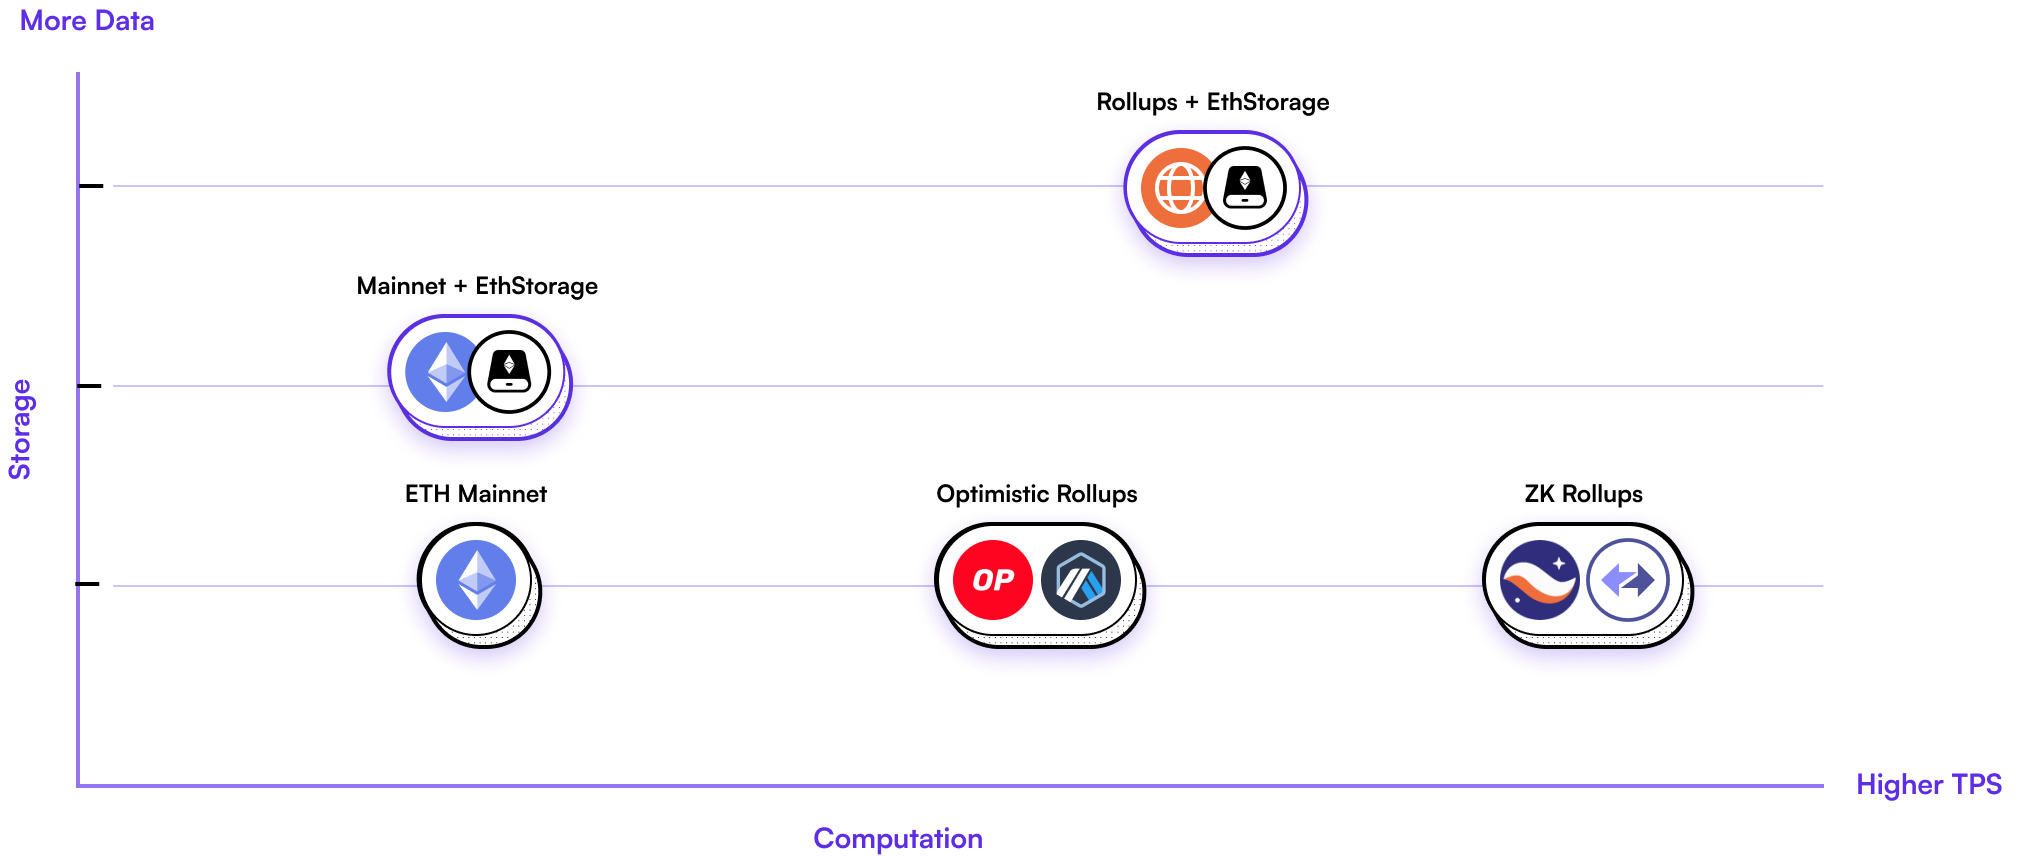 More Data
Rollups + EthStorage
Mainnet + EthStorage
Storage
ETH Mainnet
Optimistic Rollups
ZK Rollups
OP
Higher TPS
Computation